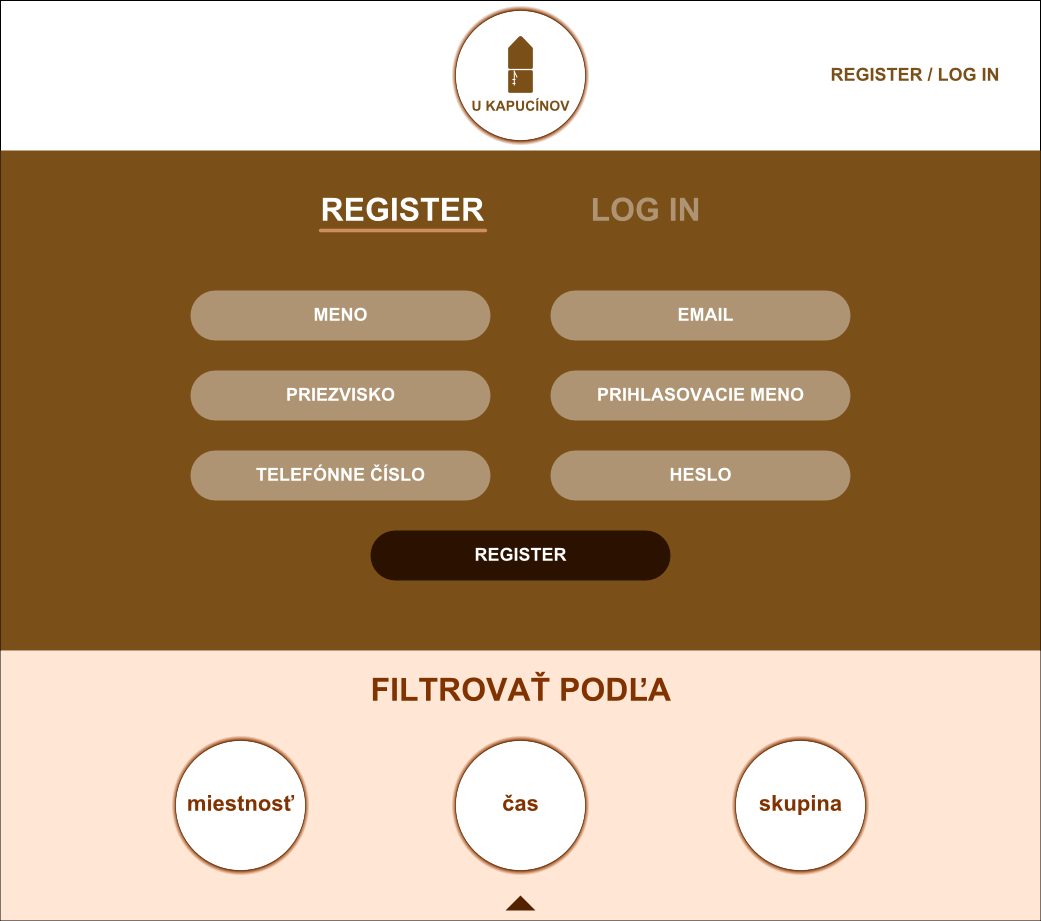 U KAPUCÍNOV
REGISTER / LOG IN
REGISTER
LOG IN
MENO
EMAIL
PRIEZVISKO
PRIHLASOVACIE MENO
TELEFÓNNE ČÍSLO
HESLO
REGISTER
FILTROVAŤ PODĽA
miestnosť
čas
skupina